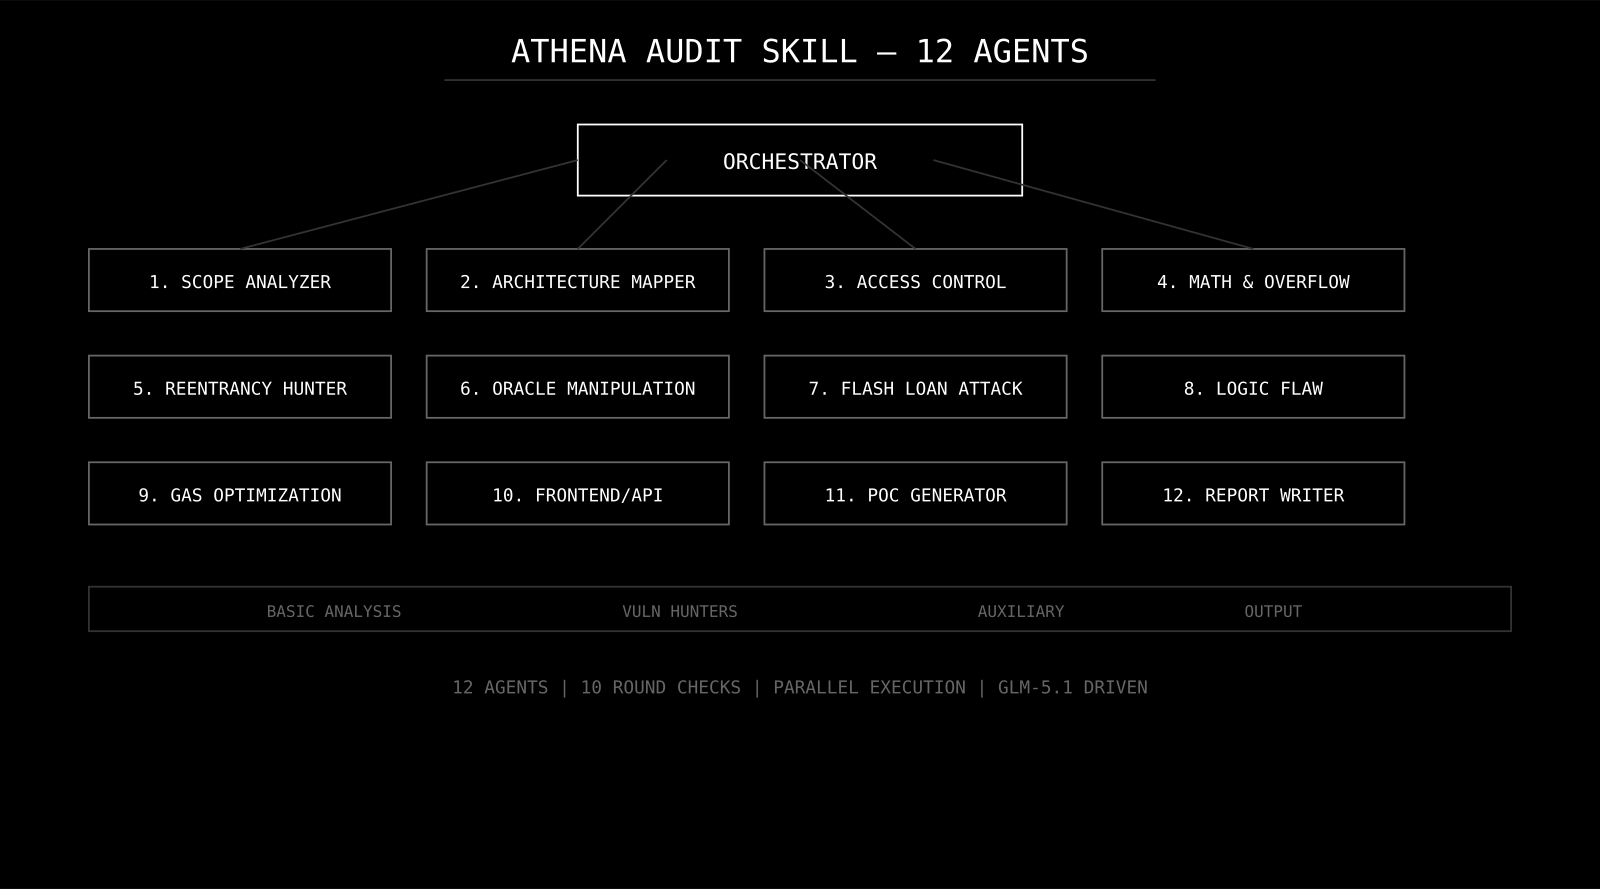 ATHENA AUDIT SKILL — 12 AGENTS
ORCHESTRATOR
1. SCOPE ANALYZER
2. ARCHITECTURE MAPPER
3. ACCESS CONTROL
4. MATH & OVERFLOW
5. REENTRANCY HUNTER
6. ORACLE MANIPULATION
7. FLASH LOAN ATTACK
8. LOGIC FLAW
9. GAS OPTIMIZATION
10. FRONTEND/API
11. POC GENERATOR
12. REPORT WRITER
BASIC ANALYSIS
VULN HUNTERS
AUXILIARY
OUTPUT
12 AGENTS | 10 ROUND CHECKS | PARALLEL EXECUTION | GLM-5.1 DRIVEN